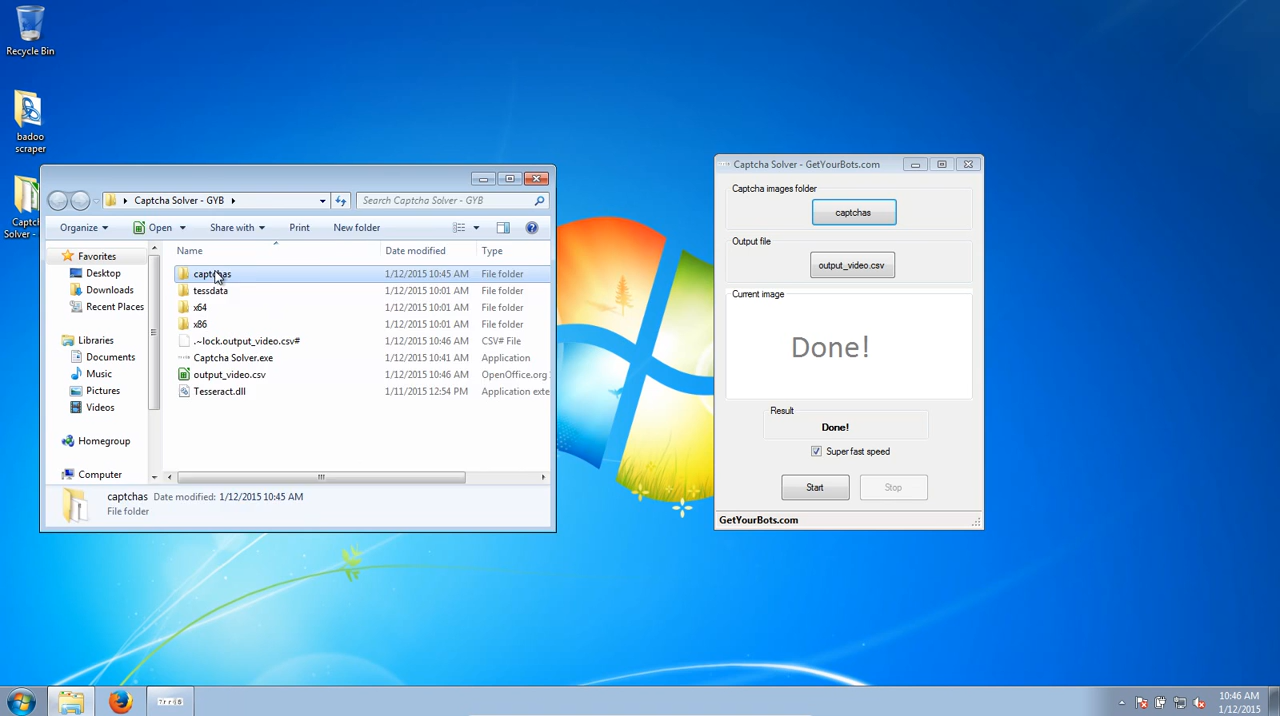 Recycle Bin
badoo
scraper
Captch
Solver -
Captcha Solver - GYB
Search Captcha Solver - GYB
Organize
Open
Share with
Print
New folder
Name
Date modified
Type
Favorites
Desktop
Downloads
Recent Places
Libraries
Documents
Music
Pictures
Videos
Homegroup
Computer
captchas 1/12/2015 10:45 AM File folder
tessdata 1/12/2015 10:01 AM File folder
x64 1/12/2015 10:01 AM File folder
x86 1/12/2015 10:01 AM File folder
.~lock.output_video.csv# 1/12/2015 10:46 AM CSV# File
Captcha Solver.exe 1/12/2015 10:41 AM Application
output_video.csv 1/12/2015 10:46 AM OpenOffice.org
Tesseract.dll 1/11/2015 12:54 PM Application exte
captchas Date modified: 1/12/2015 10:45 AM
File folder
Captcha Solver - GetYourBots.com
Captcha images folder
captchas
Output file
output_video.csv
Current image
Done!
Result
Done!
Super fast speed
Start
Stop
GetYourBots.com
10:46 AM
1/12/2015